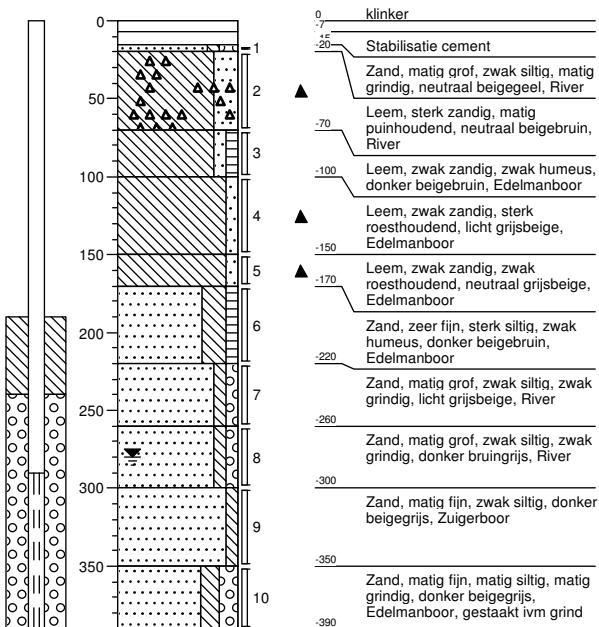 0
50
100
150
200
250
300
350
1
2
3
4
5
6
7
8
9
10
0
klinker
-7
-15
-20
Stabilisatie cement
Zand, matig grof, zwak siltig, matig
grindig, neutraal beigegeel, River
-70
Leem, sterk zandig, matig
puinhoudend, neutraal beigebruin,
River
-100
Leem, zwak zandig, zwak humeus,
donker beigebruin, Edelmanboor
Leem, zwak zandig, sterk
roesthoudend, licht grijsbeige,
Edelmanboor
-150
-170
Leem, zwak zandig, zwak
roesthoudend, neutraal grijsbeige,
Edelmanboor
Zand, zeer fijn, sterk siltig, zwak
humeus, donker beigebruin,
Edelmanboor
-220
Zand, matig grof, zwak siltig, zwak
grindig, licht grijsbeige, River
-260
Zand, matig grof, zwak siltig, zwak
grindig, donker bruingrijs, River
-300
Zand, matig fijn, zwak siltig, donker
beigegrijs, Zuigerboor
-350
Zand, matig fijn, matig siltig, matig
grindig, donker beigegrijs,
Edelmanboor, gestaakt ivm grind
-390